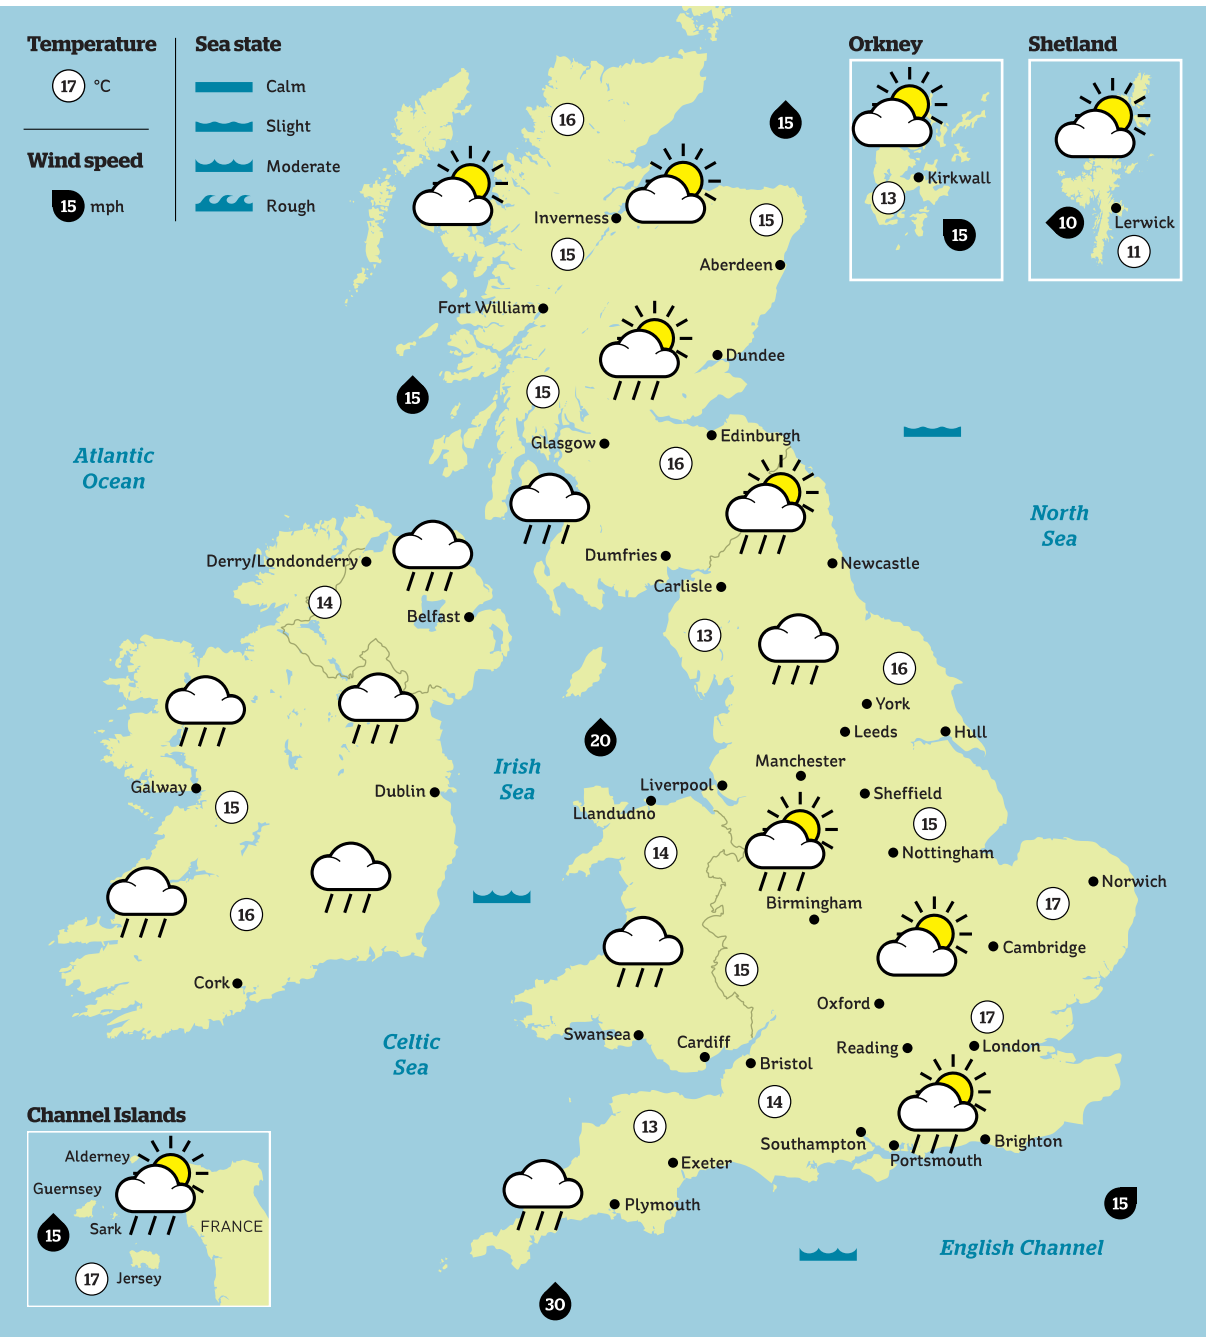 Temperature
17 °C
Wind speed
15 mph
Sea state
Calm
Slight
Moderate
Rough
Orkney
Kirkwall
13
15
Shetland
10
Lerwick
11
16
15
Inverness
15
15
Aberdeen
Fort William
Dundee
15
15
Glasgow
Edinburgh
16
Atlantic
Ocean
North
Sea
Derry/Londonderry
Dumfries
Newcastle
Carlisle
14
Belfast
13
16
York
Leeds
Hull
20
Irish
Sea
Manchester
Liverpool
Sheffield
Galway
Dublin
15
Llandudno
15
14
Nottingham
Norwich
Birmingham
17
16
Cambridge
15
Cork
Oxford
17
Swansea
Cardiff
Reading
London
Celtic
Sea
Bristol
14
13
Southampton
Brighton
Portsmouth
Exeter
Plymouth
15
English Channel
30
Channel Islands
Alderney
Guernsey
Sark
FRANCE
15
17
Jersey